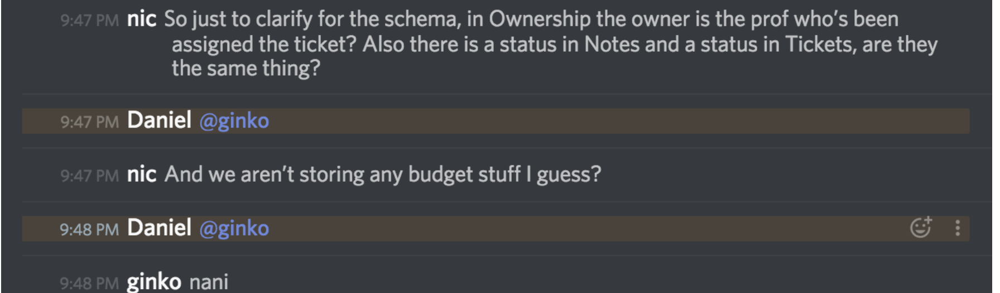 9:47 PM nic So just to clarify for the schema, in Ownership the owner is the prof who's been
assigned the ticket? Also there is a status in Notes and a status in Tickets, are they
the same thing?
9:47 PM Daniel @ginko
9:47 PM nic And we aren't storing any budget stuff I guess?
9:48 PM Daniel @ginko
9:48 PM ginko nani